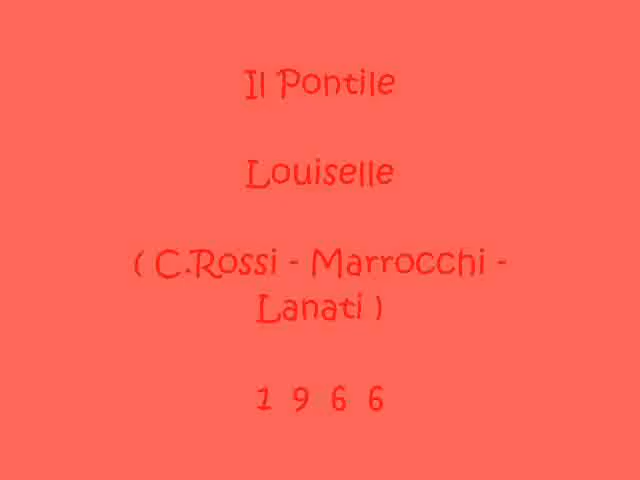 Il Pontile
Louiselle
( C.Rossi - Marrocchi -
Lanati )
1 9 6 6